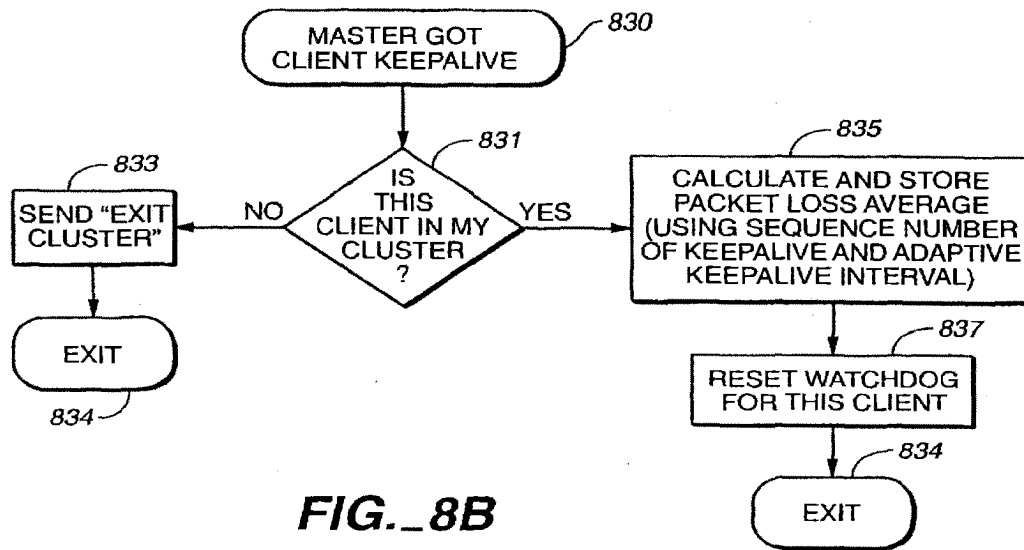 MASTER GOT
CLIENT KEEPALIVE
830
831
IS
THIS
CLIENT IN MY
CLUSTER
?
NO
YES
833
SEND "EXIT
CLUSTER"
EXIT
834
835
CALCULATE AND STORE
PACKET LOSS AVERAGE
(USING SEQUENCE NUMBER
OF KEEPALIVE AND ADAPTIVE
KEEPALIVE INTERVAL)
837
RESET WATCHDOG
FOR THIS CLIENT
834
EXIT
FIG._8B